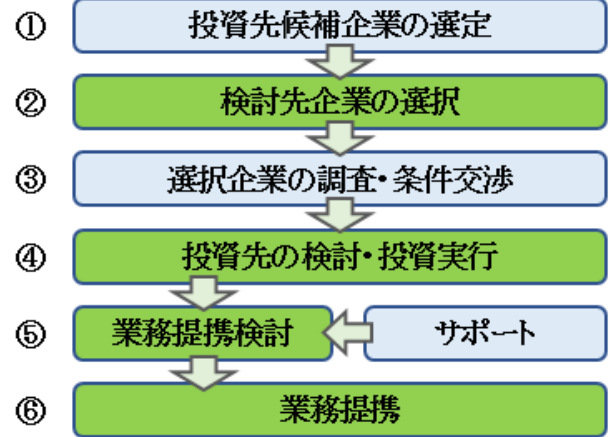 ① 投資先候補企業の選定
② 検討先企業の選択
③ 選択企業の調査・条件交渉
④ 投資先の検討・投資実行
⑤ 業務提携検討 サポート
⑥ 業務提携